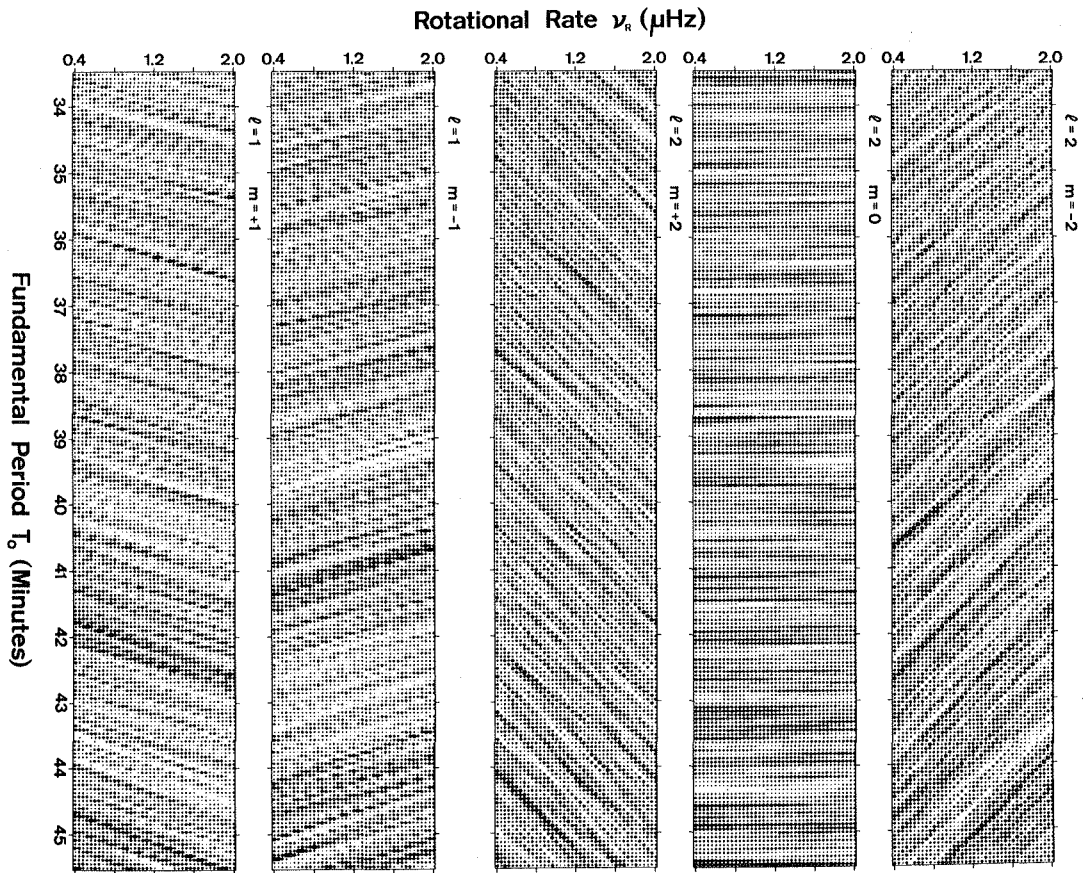 Rotational Rate ν_R (μHz)
0.4 1.2 2.0 0.4 1.2 2.0 0.4 1.2 2.0 0.4 1.2 2.0 0.4 1.2 2.0
ℓ=1 m=+1
ℓ=1 m=−1
ℓ=2 m=+2
ℓ=2 m=0
ℓ=2 m=−2
34
35
36
37
38
39
40
41
42
43
44
45
Fundamental Period T₀ (Minutes)